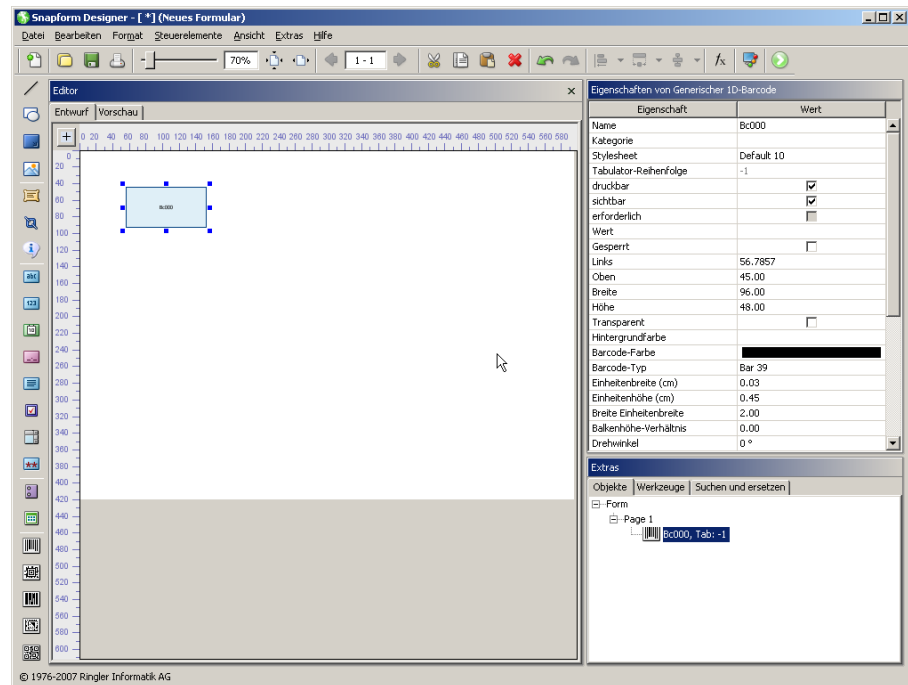 Snapform Designer - [ *] (Neues Formular)
Datei Bearbeiten Format Steuerelemente Ansicht Extras Hilfe
70% 1 - 1 fx
Editor
Entwurf Vorschau
0 20 40 60 80 100 120 140 160 180 200 220 240 260 280 300 320 340 360 380 400 420 440 460 480 500 520 540 560 580
0
20
40
60
80
100
120
140
160
180
200
220
240
260
280
300
320
340
360
380
400
420
440
460
480
500
520
540
560
580
600
Bc000
Eigenschaften von Generischer 1D-Barcode
Eigenschaft Wert
Name Bc000
Kategorie
Stylesheet Default 10
Tabulator-Reihenfolge -1
druckbar
sichtbar
erforderlich
Wert
Gesperrt
Links 56.7857
Oben 45.00
Breite 96.00
Höhe 48.00
Transparent
Hintergrundfarbe
Barcode-Farbe
Barcode-Typ Bar 39
Einheitenbreite (cm) 0.03
Einheitenhöhe (cm) 0.45
Breite Einheitenbreite 2.00
Balkenhöhe-Verhältnis 0.00
Drehwinkel 0 °
Extras
Objekte Werkzeuge Suchen und ersetzen
Form
Page 1
Bc000, Tab: -1
© 1976-2007 Ringler Informatik AG